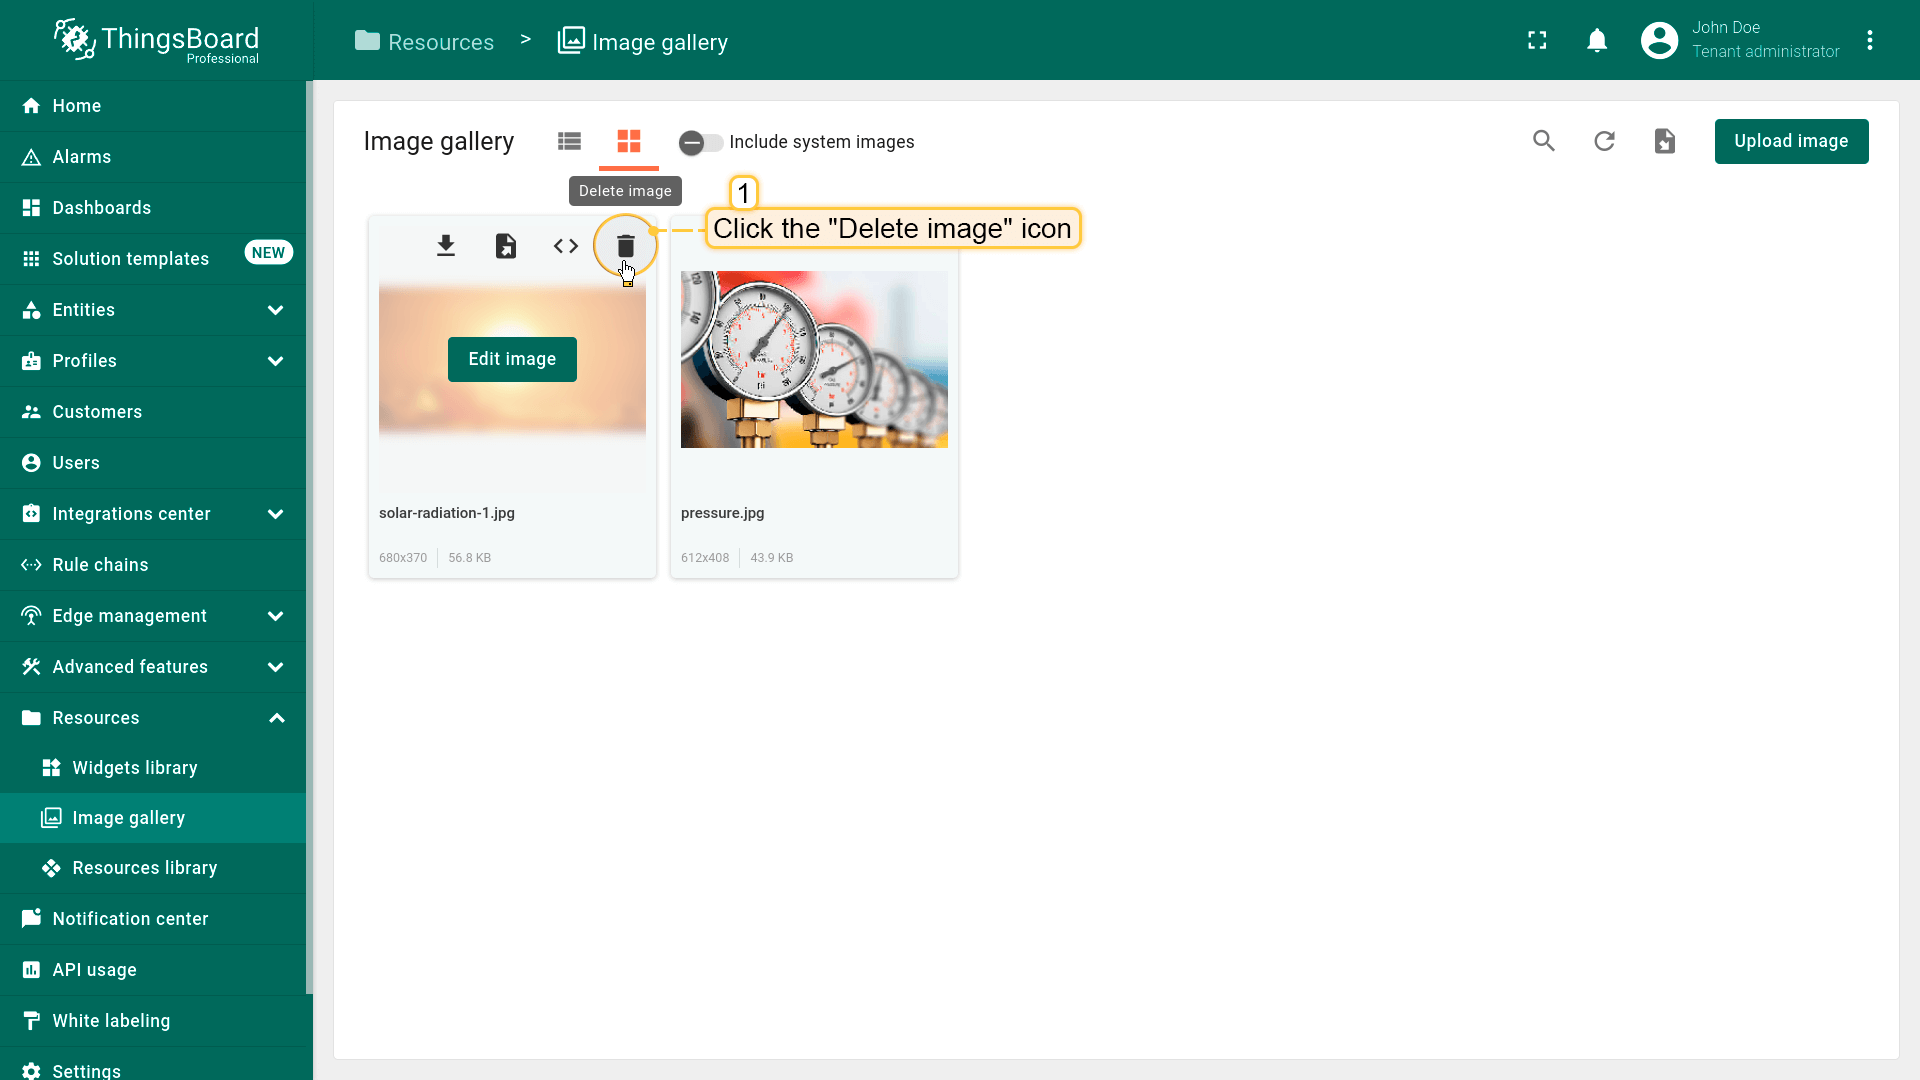 ThingsBoard
Professional
Resources > Image gallery
John Doe
Tenant administrator
Home
Alarms
Dashboards
Solution templates NEW
Entities
Profiles
Customers
Users
Integrations center
Rule chains
Edge management
Advanced features
Resources
Widgets library
Image gallery
Resources library
Notification center
API usage
White labeling
Settings
Image gallery
Include system images
Upload image
Delete image
1
Click the "Delete image" icon
Edit image
solar-radiation-1.jpg
680x370 56.8 KB
pressure.jpg
612x408 43.9 KB